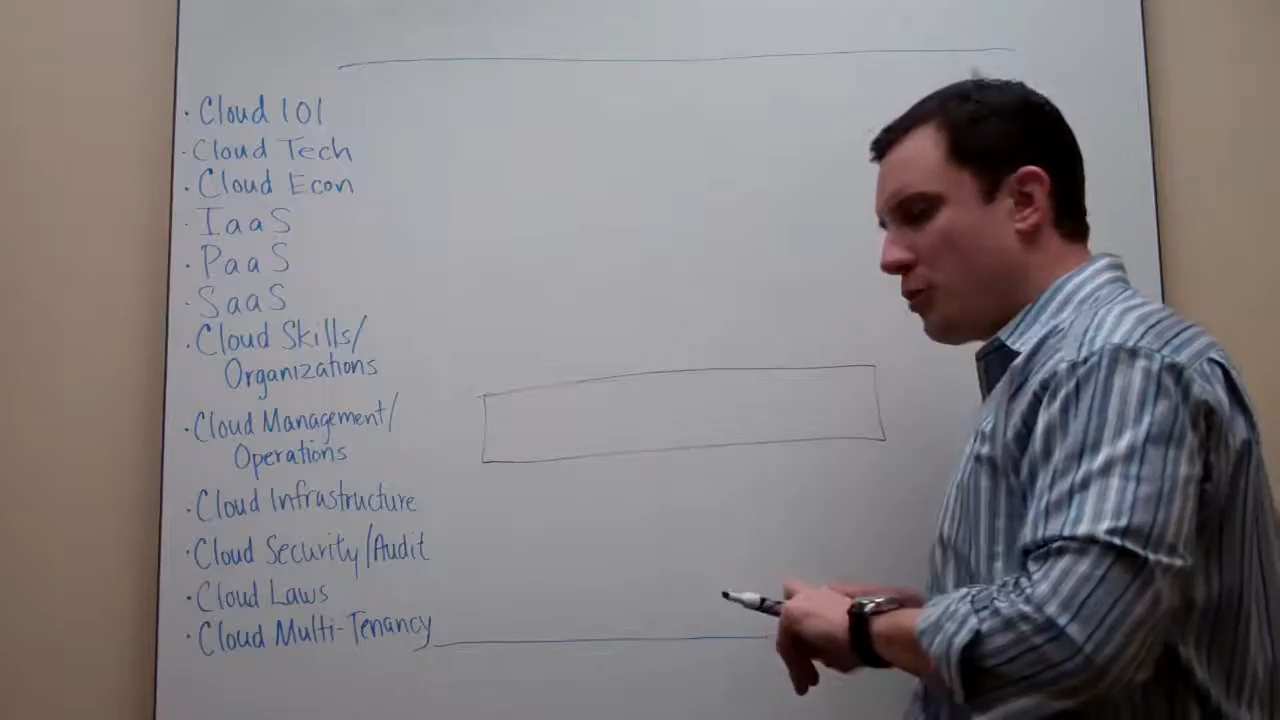 · Cloud 101
· Cloud Tech
· Cloud Econ
· IaaS
· PaaS
· SaaS
· Cloud Skills/
Organizations
· Cloud Management/
Operations
· Cloud Infrastructure
· Cloud Security/Audit
· Cloud Laws
· Cloud Multi-Tenancy